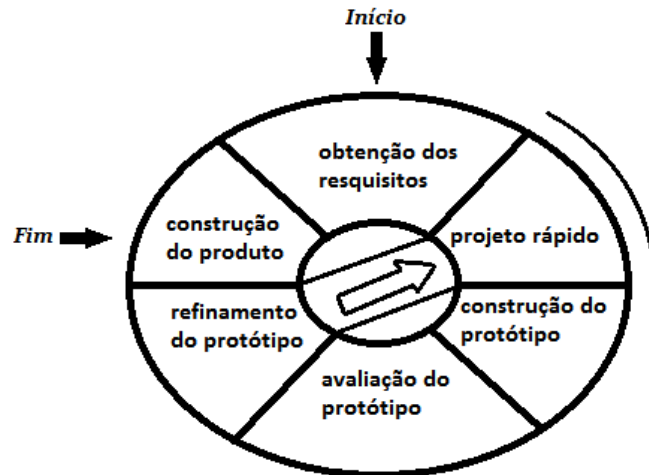 Início
obtenção dos
resquisitos
projeto rápido
construção do
protótipo
avaliação do
protótipo
refinamento
do protótipo
construção
do produto
Fim